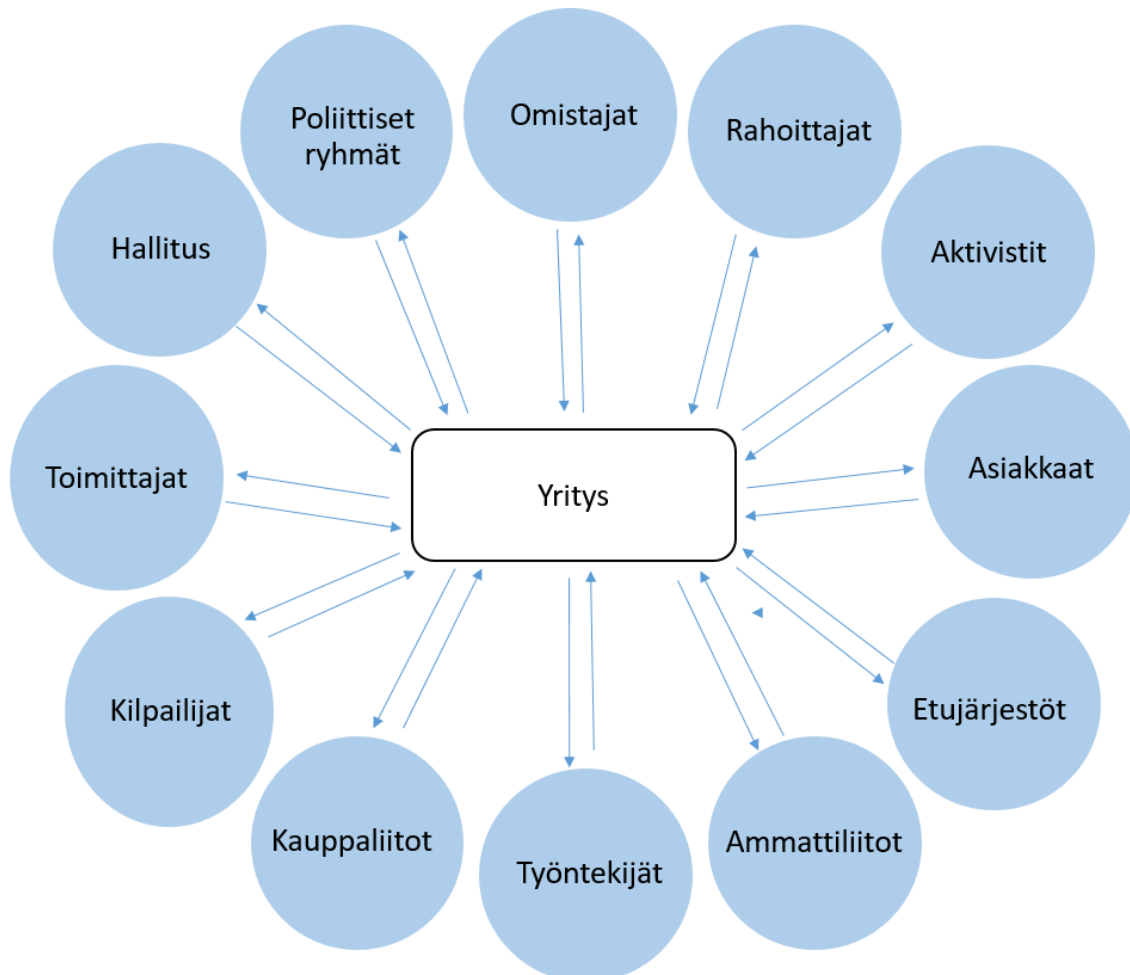 Omistajat
Poliittiset
ryhmät
Rahoittajat
Hallitus
Aktivistit
Toimittajat
Yritys
Asiakkaat
Kilpailijat
Etujärjestöt
Kauppaliitot
Työntekijät
Ammattiliitot